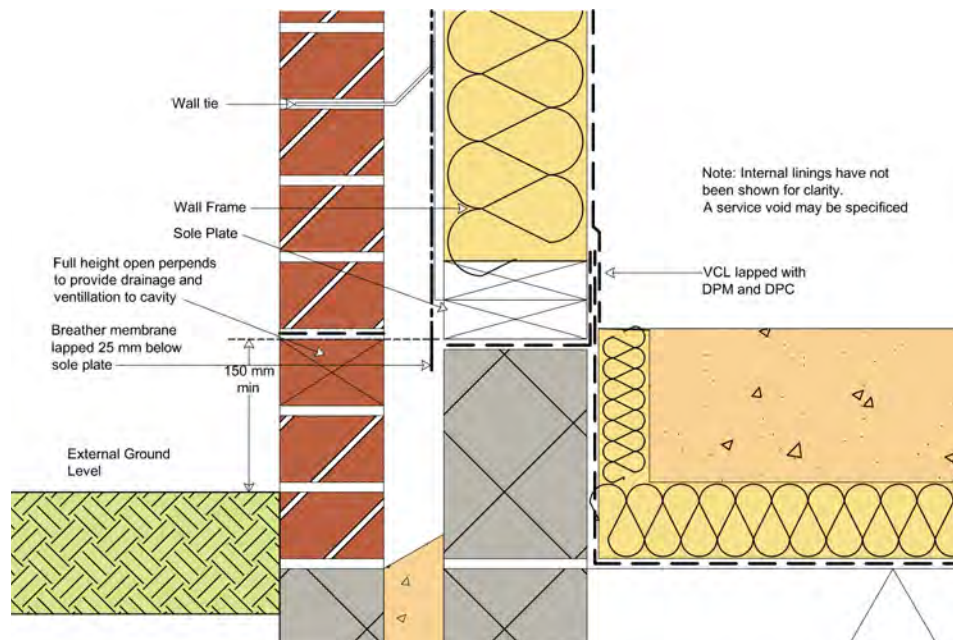 Wall tie
Note: Internal linings have not
been shown for clarity.
A service void may be specificed
Wall Frame
Sole Plate
Full height open perpends
to provide drainage and
ventillation to cavity
VCL lapped with
DPM and DPC
Breather membrane
lapped 25 mm below
sole plate
150 mm
min
External Ground
Level